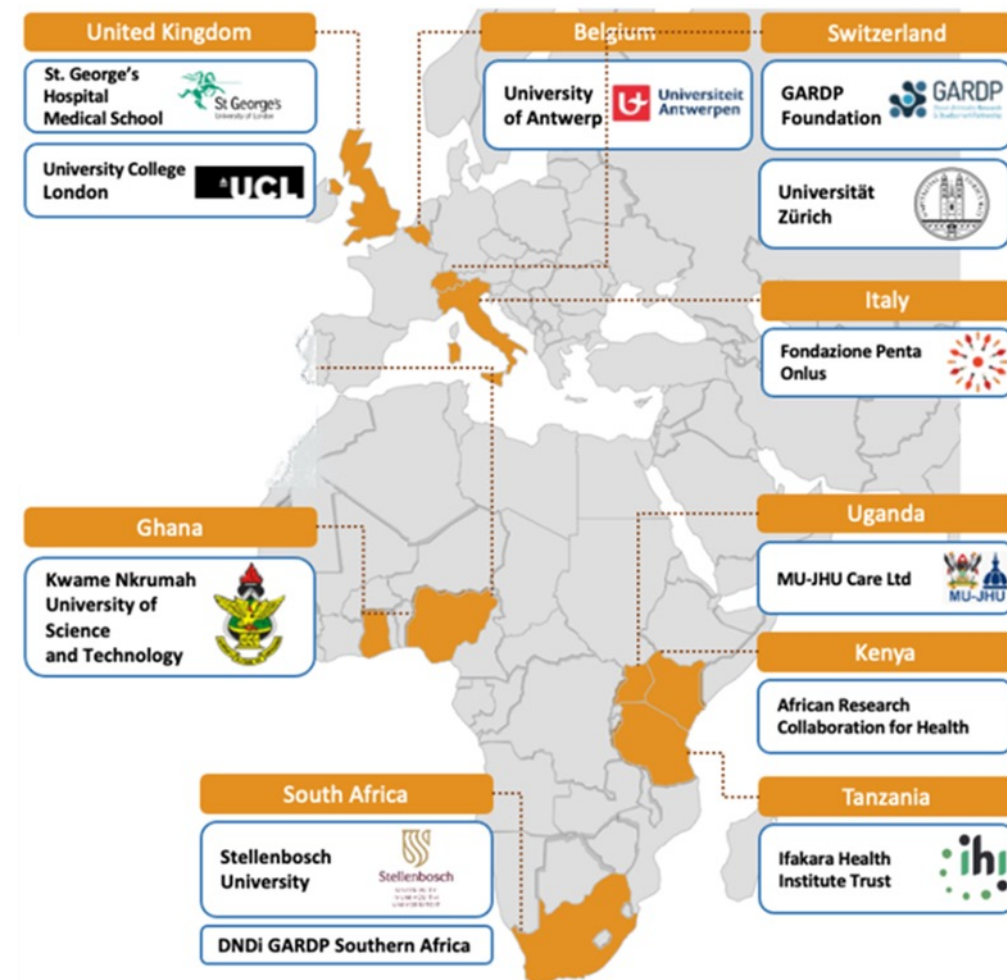 United Kingdom
St. George's
Hospital
Medical School
St George's
University of London
University College
London
UCL
Belgium
University
of Antwerp
Universiteit
Antwerpen
Switzerland
GARDP
Foundation
GARDP
Universität
Zürich
Italy
Fondazione Penta
Onlus
Ghana
Kwame Nkrumah
University of
Science
and Technology
Uganda
MU-JHU Care Ltd
MU-JHU
Kenya
African Research
Collaboration for Health
South Africa
Stellenbosch
University
Stellenbosch
DNDi GARDP Southern Africa
Tanzania
Ifakara Health
Institute Trust
ihi